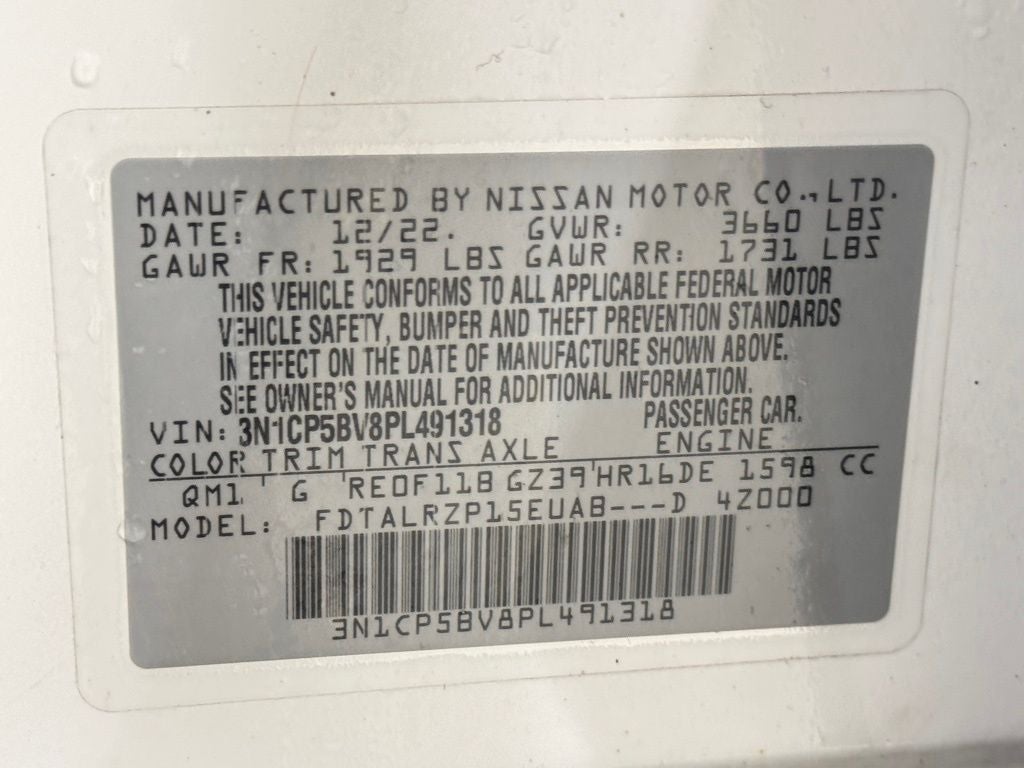 MANUFACTURED BY NISSAN MOTOR CO., LTD.
DATE: 12/22. GVWR: 3660 LBS
GAWR FR: 1929 LBS GAWR RR: 1731 LBS
THIS VEHICLE CONFORMS TO ALL APPLICABLE FEDERAL MOTOR
VEHICLE SAFETY, BUMPER AND THEFT PREVENTION STANDARDS
IN EFFECT ON THE DATE OF MANUFACTURE SHOWN ABOVE.
SEE OWNER'S MANUAL FOR ADDITIONAL INFORMATION.
VIN: 3N1CP5BV8PL491318 PASSENGER CAR.
COLOR TRIM TRANS AXLE ENGINE
QM1 G RE0F11B GZ39 HR16DE 1598 CC
MODEL: FDTALRZP15EUAB---D 4Z000
3N1CP5BV8PL491318